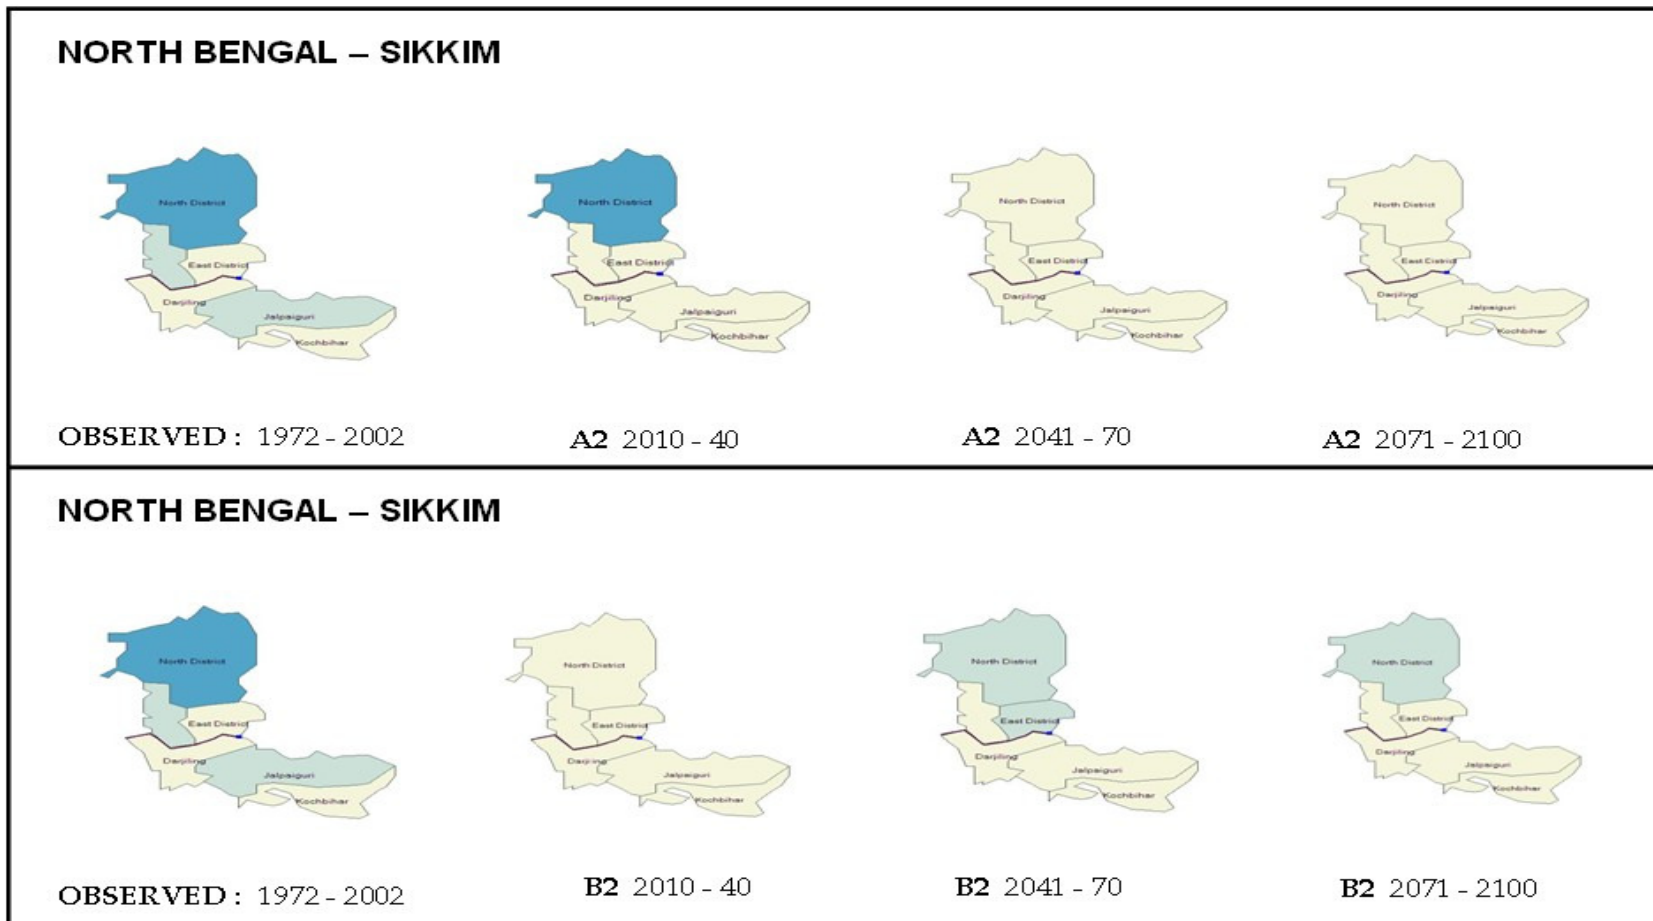 NORTH BENGAL – SIKKIM
North District
East District
Darjiling
Jalpaiguri
Kochbihar
North District
East District
Darjiling
Jalpaiguri
Kochbihar
North District
East District
Darjiling
Jalpaiguri
Kochbihar
North District
East District
Darjiling
Jalpaiguri
Kochbihar
OBSERVED : 1972 - 2002
A2 2010 - 40
A2 2041 - 70
A2 2071 - 2100
NORTH BENGAL – SIKKIM
North District
East District
Darjiling
Jalpaiguri
Kochbihar
North District
East District
Darjiling
Jalpaiguri
Kochbihar
North District
East District
Darjiling
Jalpaiguri
Kochbihar
North District
East District
Darjiling
Jalpaiguri
Kochbihar
OBSERVED : 1972 - 2002
B2 2010 - 40
B2 2041 - 70
B2 2071 - 2100